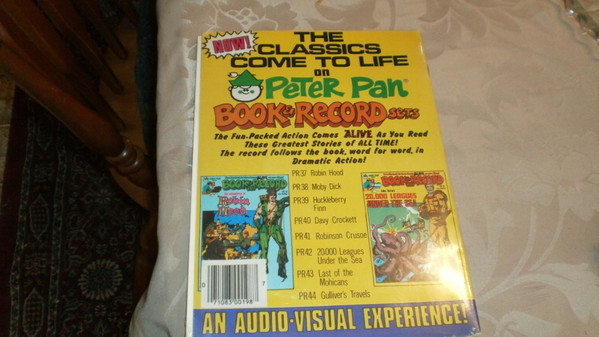 NOW!
THE
CLASSICS
COME TO LIFE
on
Peter Pan®
BOOK & RECORD SETS
The Fun-Packed Action Comes ALIVE As You Read
These Greatest Stories of ALL TIME!
The record follows the book, word for word, in
Dramatic Action!
PR37 Robin Hood
PR38 Moby Dick
PR39 Huckleberry
Finn
PR40 Davy Crockett
PR41 Robinson Crusoe
PR42 20,000 Leagues
Under the Sea
PR43 Last of the
Mohicans
PR44 Gulliver's Travels
BOOK RECORD
Robin
Hood
BOOK RECORD
20,000 LEAGUES
UNDER THE SEA
0
71083"00196
7
AN AUDIO-VISUAL EXPERIENCE!